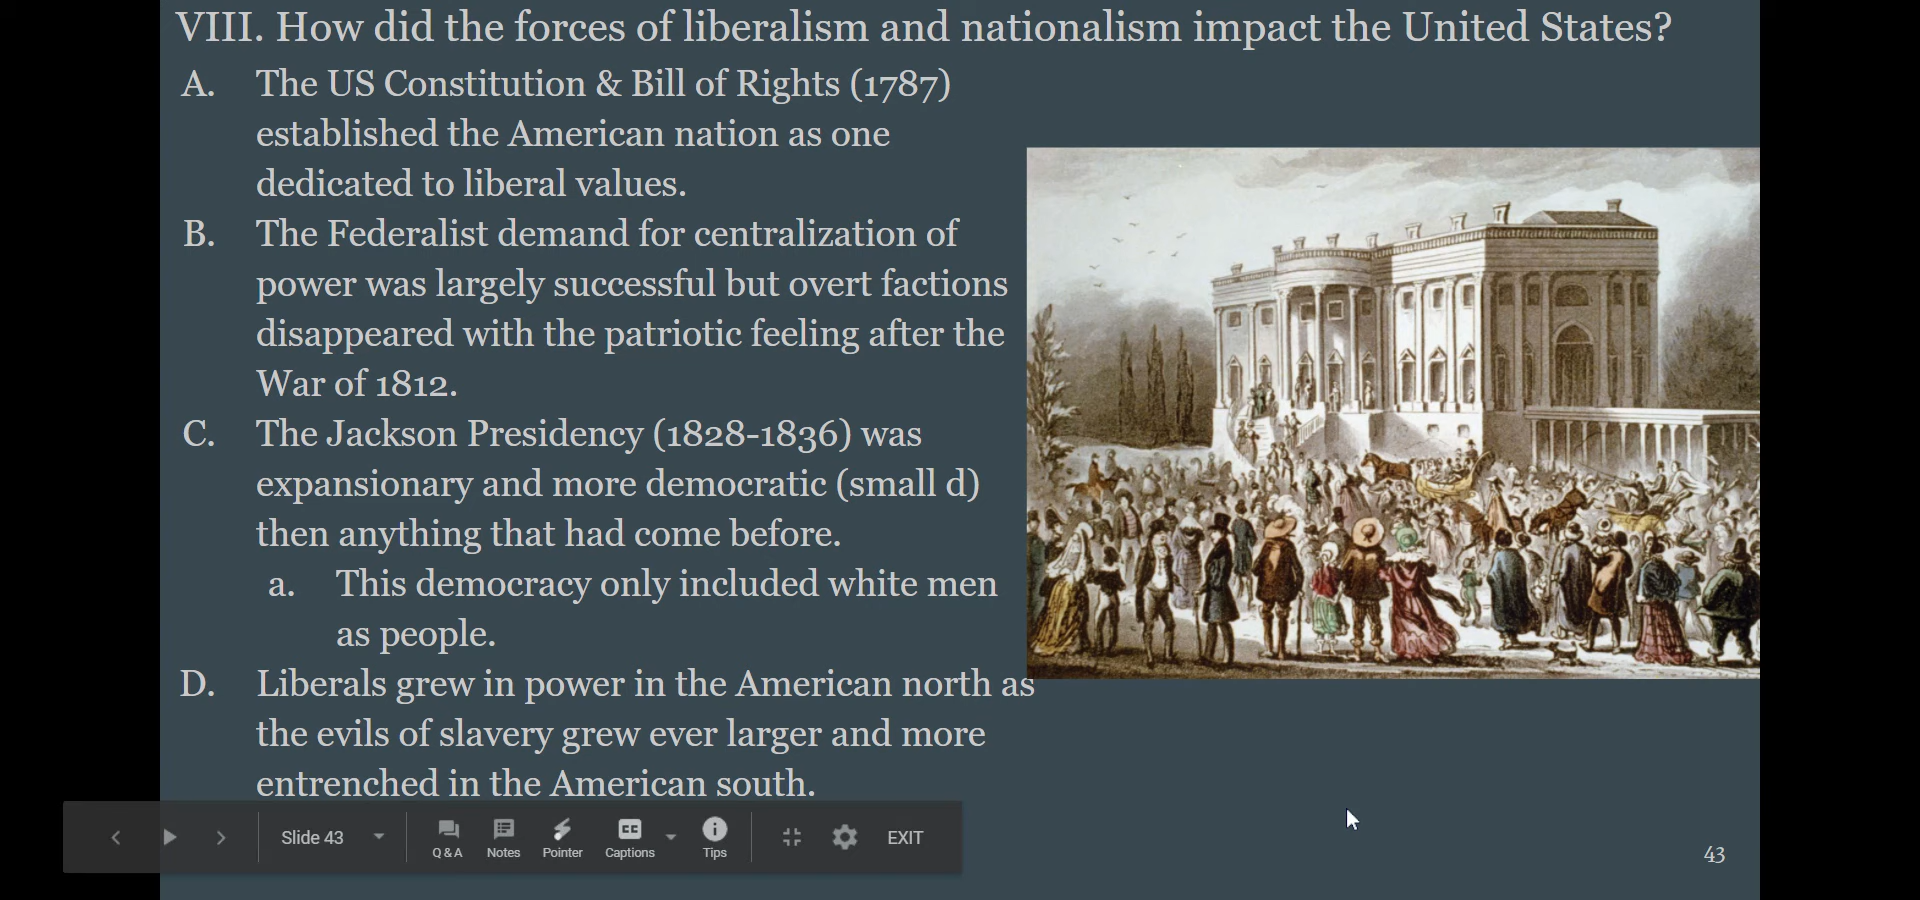 VIII. How did the forces of liberalism and nationalism impact the United States?
A. The US Constitution & Bill of Rights (1787)
established the American nation as one
dedicated to liberal values.
B. The Federalist demand for centralization of
power was largely successful but overt factions
disappeared with the patriotic feeling after the
War of 1812.
C. The Jackson Presidency (1828-1836) was
expansionary and more democratic (small d)
then anything that had come before.
a. This democracy only included white men
as people.
D. Liberals grew in power in the American north as
the evils of slavery grew ever larger and more
entrenched in the American south.
Slide 43
Q & A
Notes
Pointer
CC
Captions
Tips
EXIT
43